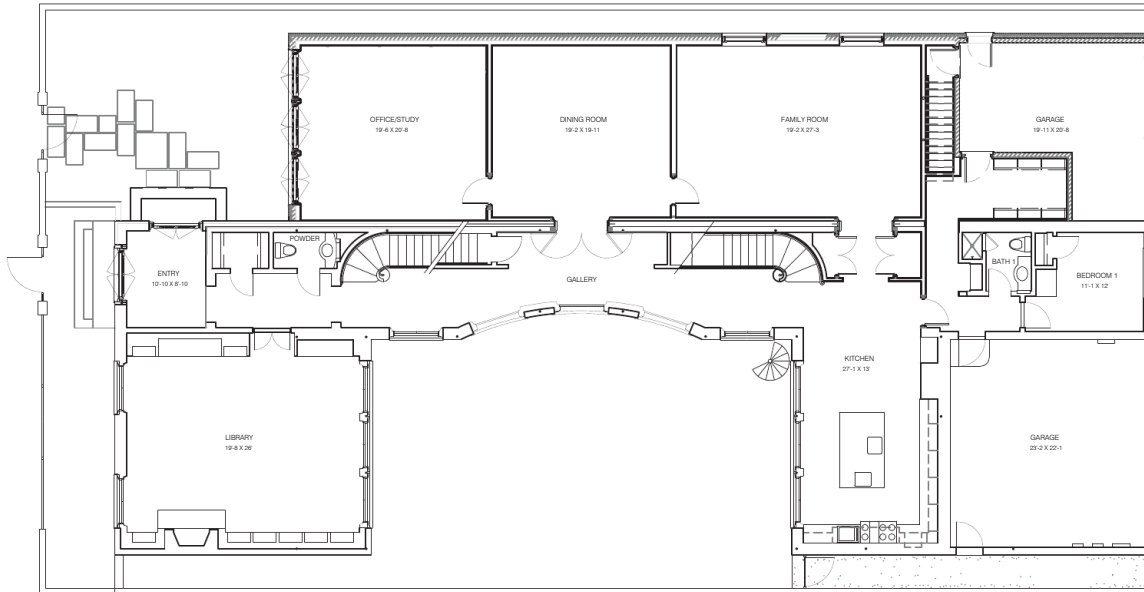 OFFICE/STUDY
19'-6 X 20'-8
DINING ROOM
19'-2 X 19-11
FAMILY ROOM
19'-2 X 27'-3
GARAGE
19'-11 X 20'-8
POWDER
ENTRY
10'-10 X 8'-10
GALLERY
BATH 1
BEDROOM 1
11'-1 X 12'
KITCHEN
27'-1 X 13'
LIBRARY
19'-8 X 26'
GARAGE
23'-2 X 22'-1